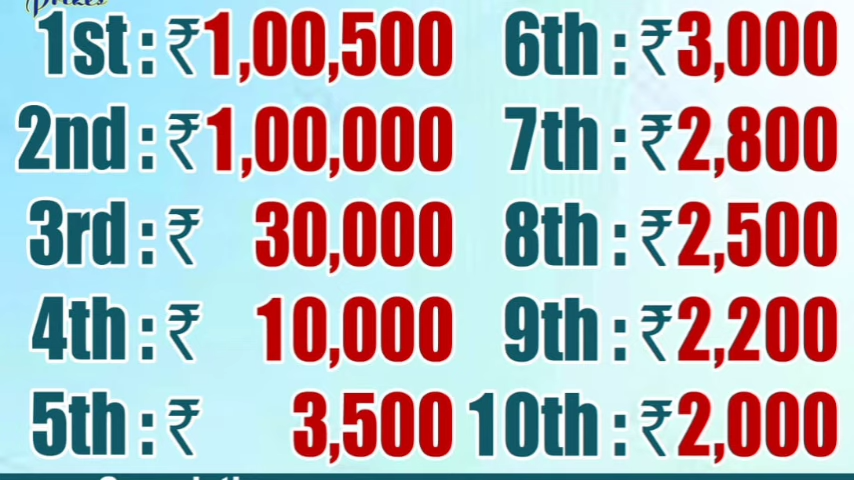 Prizes
1st : ₹1,00,500
2nd : ₹1,00,000
3rd : ₹ 30,000
4th : ₹ 10,000
5th : ₹ 3,500
6th : ₹3,000
7th : ₹2,800
8th : ₹2,500
9th : ₹2,200
10th : ₹2,000